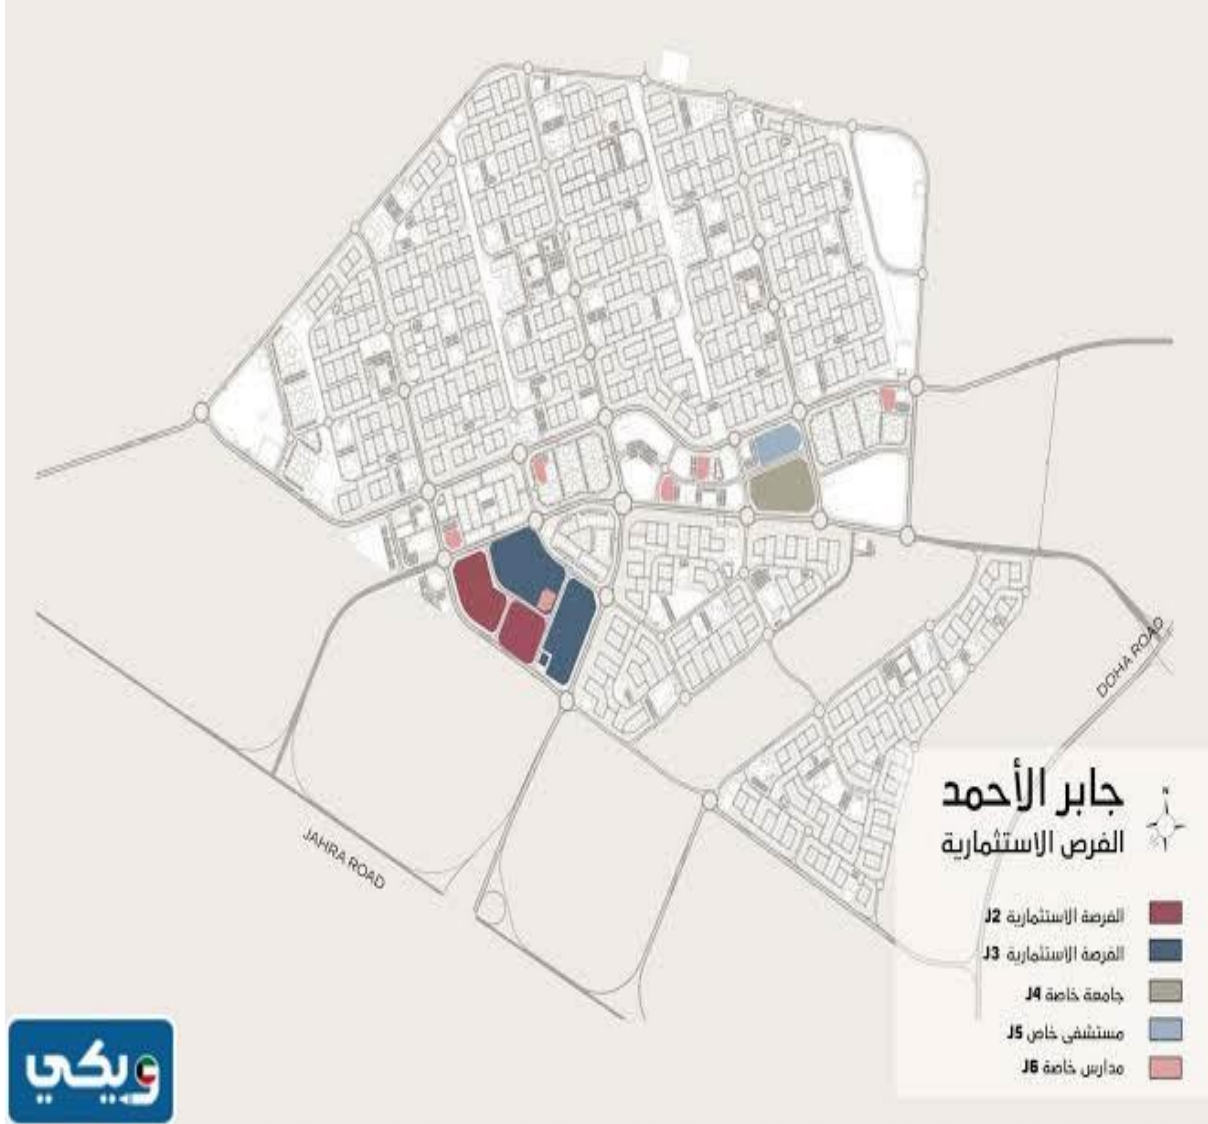 DOHA ROAD
JAHRA ROAD
جابر الأحمد
الفرص الاستثمارية
N
الفرصة الاستثمارية J2
الفرصة الاستثمارية J3
جامعة خاصة J4
مستشفى خاص J5
مدارس خاصة J6
ويكي